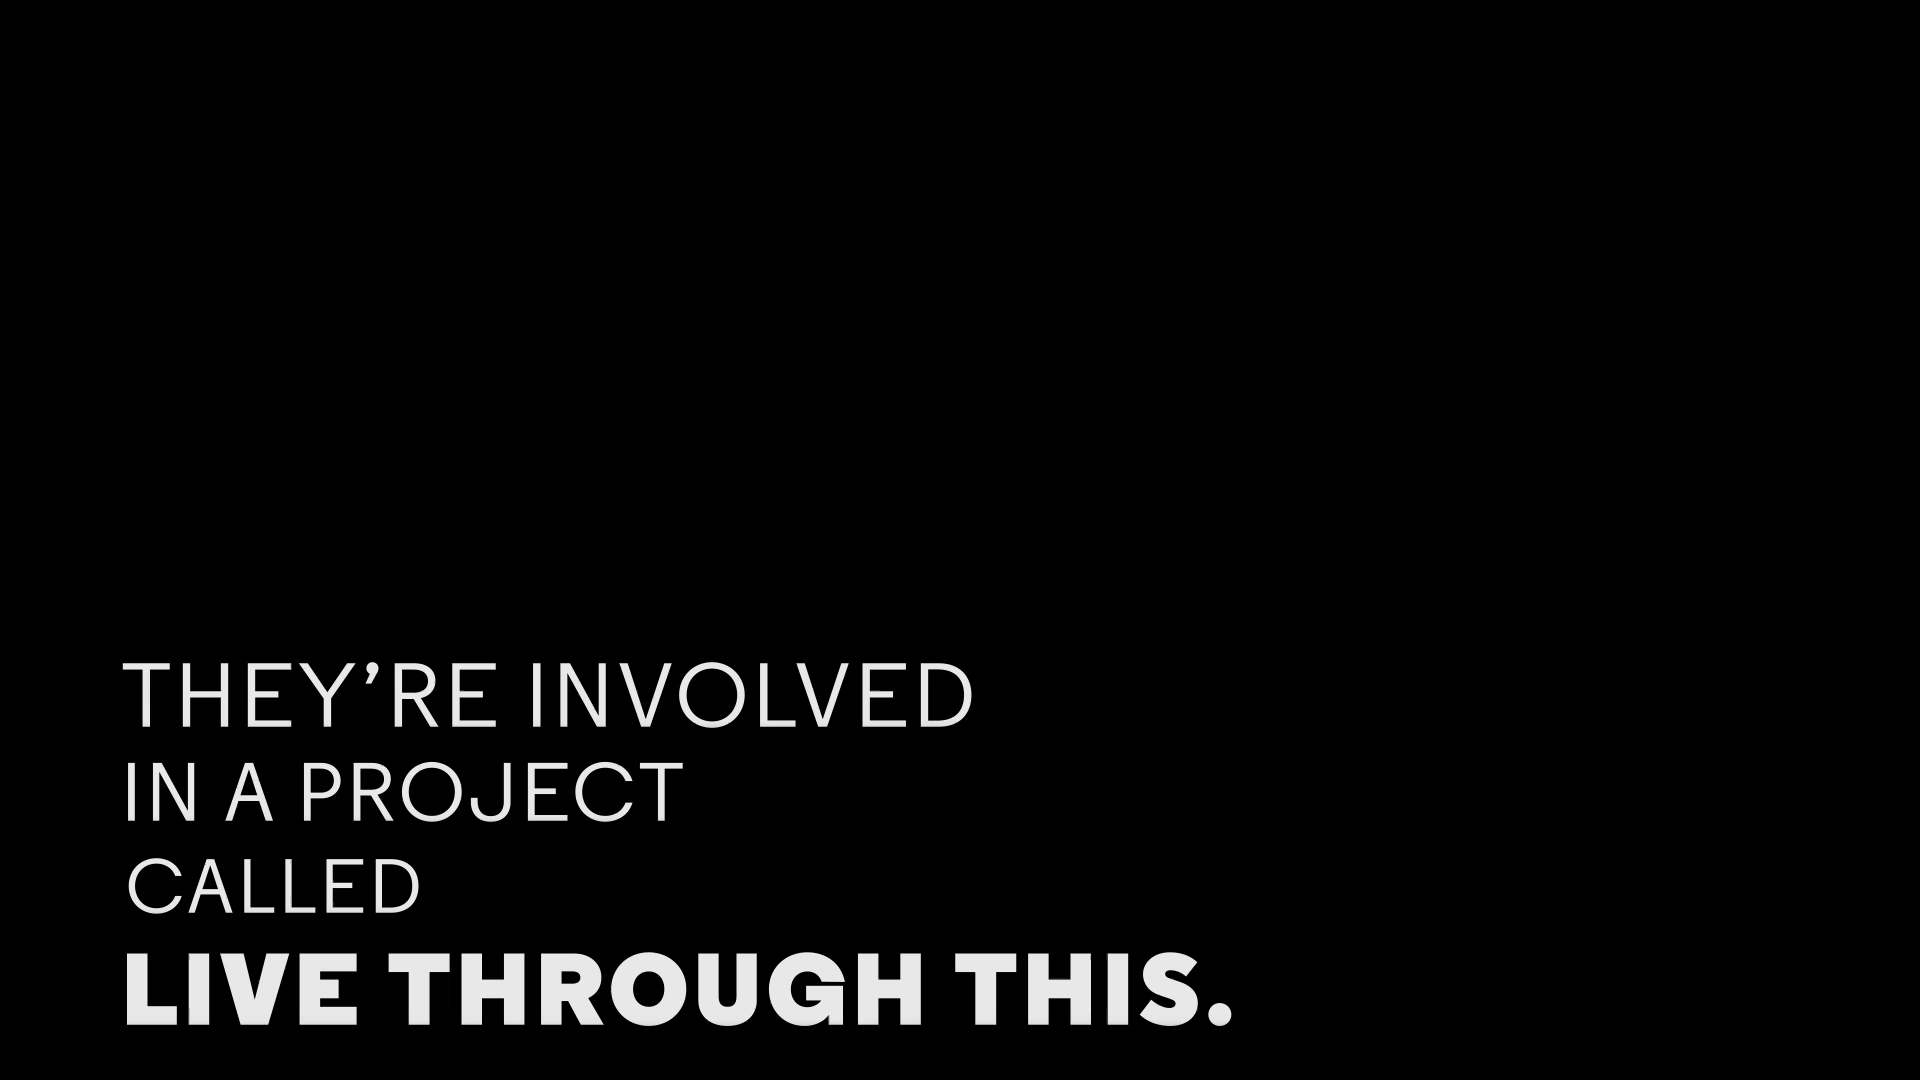 THEY’RE INVOLVED
IN A PROJECT
CALLED
LIVE THROUGH THIS.